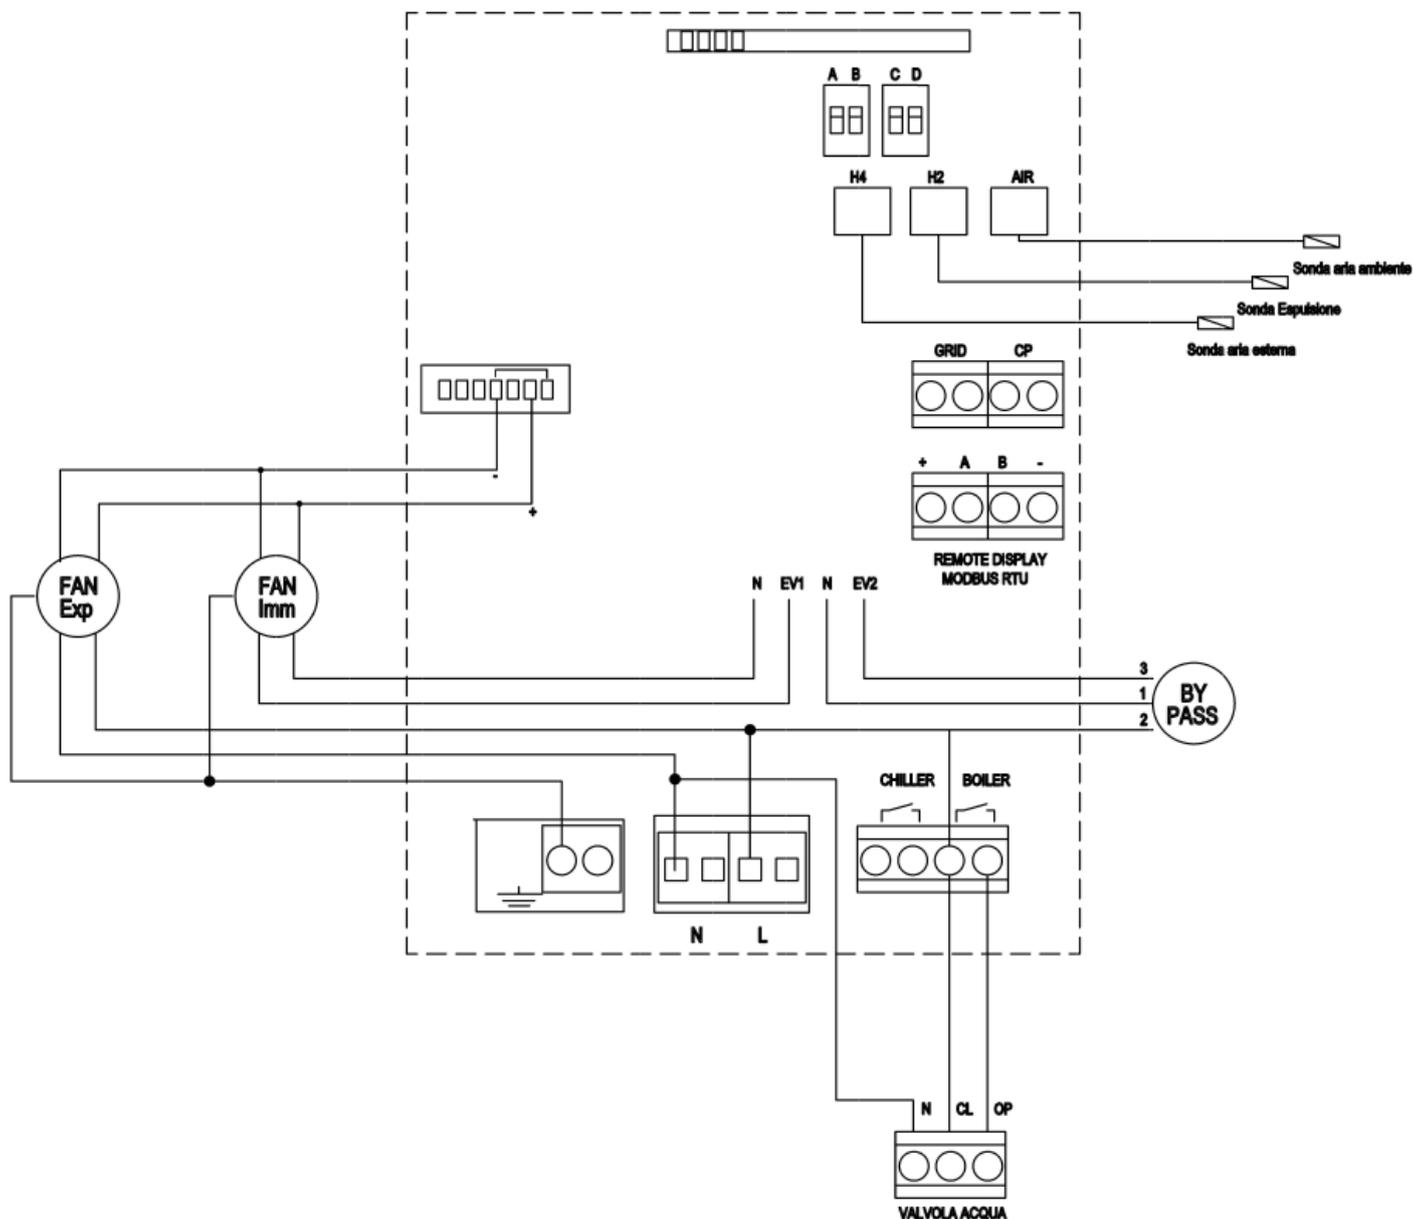 A B C D
H4 H2 AIR
Sonda aria ambiente
Sonda Espulsione
Sonda aria esterna
GRID CP
-
+
+ A B -
REMOTE DISPLAY
MODBUS RTU
FAN
Exp
FAN
Imm
N EV1 N EV2
3
1
2
BY
PASS
CHILLER BOILER
N L
N CL OP
VALVOLA ACQUA